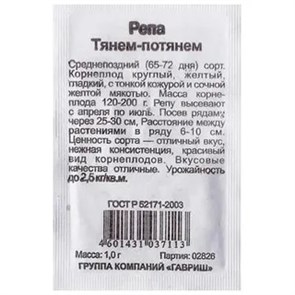 Репа
Тянем-потянем
Среднепоздний (65-72 дня) сорт.
Корнеплод круглый, желтый,
гладкий, с тонкой кожурой и сочной
желтой мякотью. Масса корне-
плода 120-200 г. Репу высевают
с апреля по июль. Посев рядами
через 25-30 см, Расстояние между
растениями в ряду 6-10 см.
Ценность сорта — отличный вкус,
нежная консистенция, красивый
вид корнеплодов. Вкусовые
качества отличные. Урожайность
до 2,5 кг/кв.м.
ГОСТ Р 52171-2003
4 601431 037113
Масса: 1,0 г Партия: 02826
ГРУППА КОМПАНИЙ «ГАВРИШ»